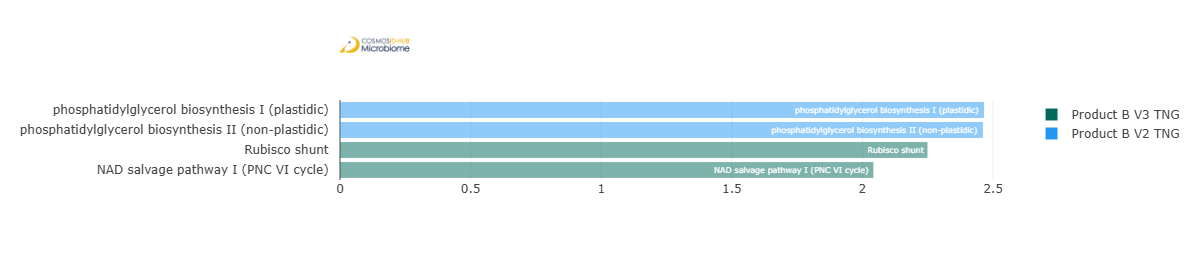 COSMOSID-HUB
Microbiome
phosphatidylglycerol biosynthesis I (plastidic)
phosphatidylglycerol biosynthesis I (plastidic)
phosphatidylglycerol biosynthesis II (non-plastidic)
phosphatidylglycerol biosynthesis II (non-plastidic)
Rubisco shunt
Rubisco shunt
NAD salvage pathway I (PNC VI cycle)
NAD salvage pathway I (PNC VI cycle)
0 0.5 1 1.5 2 2.5
Product B V3 TNG
Product B V2 TNG